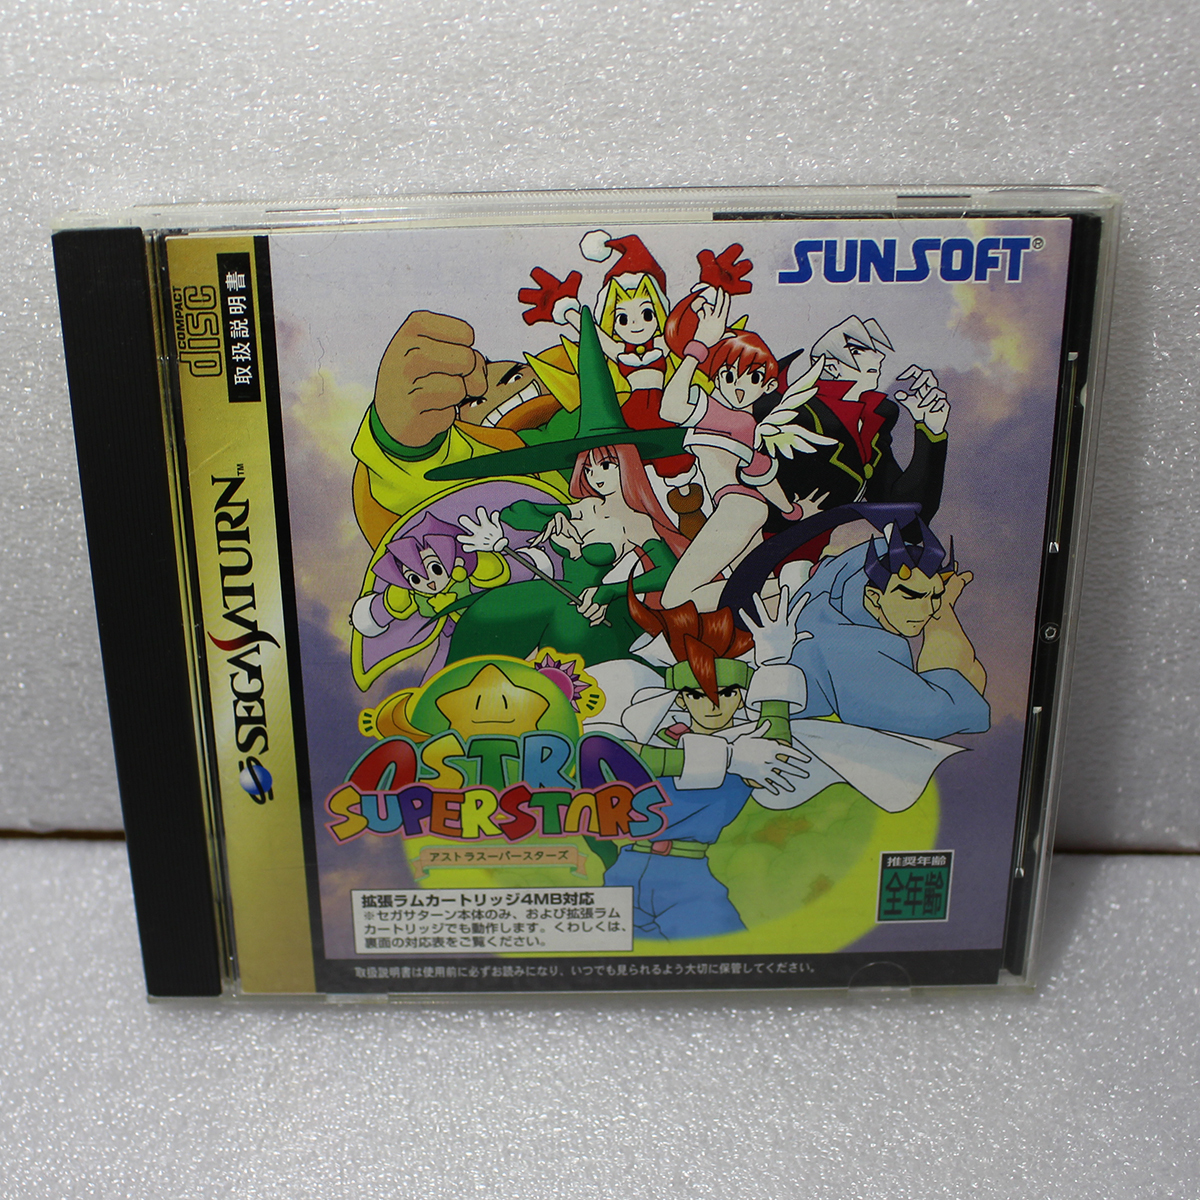 COMPACT
disc
取扱説明書
SEGA SATURN™
SUNSOFT®
ASTRA
SUPERSTARS
アストラスーパースターズ
拡張ラムカートリッジ4MB対応
※セガサターン本体のみ、および拡張ラム
カートリッジでも動作します。くわしくは、
裏面の対応表をご覧ください。
推奨年齢
全年齢
取扱説明書は使用前に必ずお読みになり、いつでも見られるよう大切に保管してください。